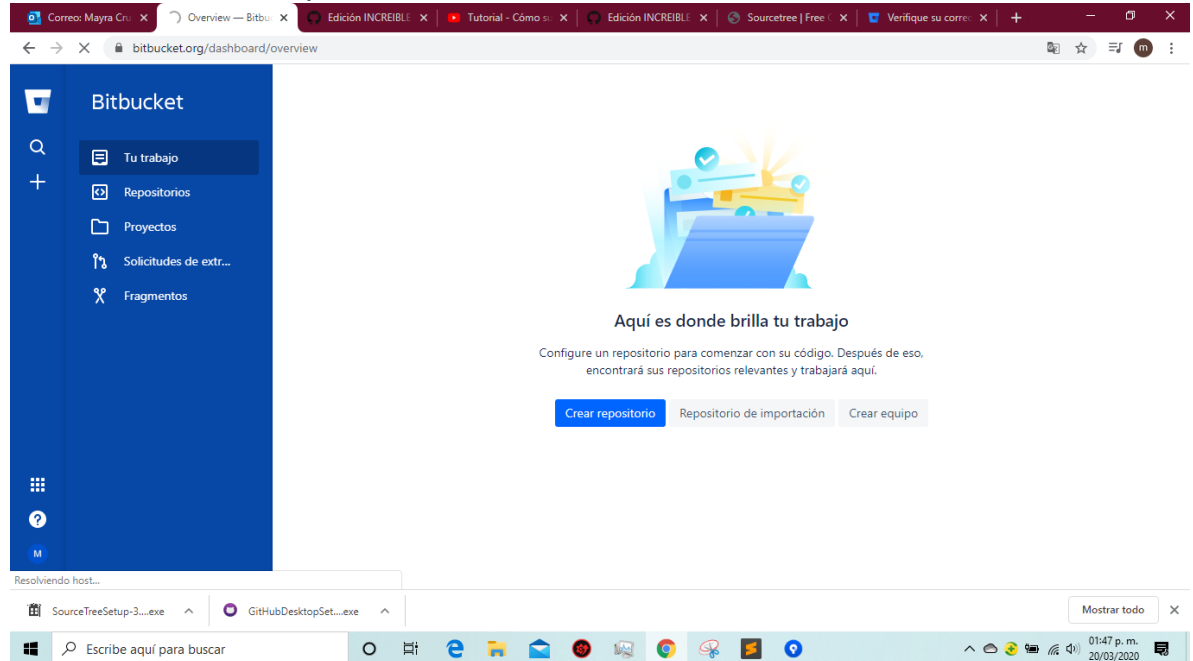 Correo: Mayra Cru
Overview — Bitbuc
Edición INCREIBLE
Tutorial - Cómo su
Edición INCREIBLE
Sourcetree | Free G
Verifique su correo
bitbucket.org/dashboard/overview
m
Bitbucket
Tu trabajo
Repositorios
Proyectos
Solicitudes de extr...
Fragmentos
Aquí es donde brilla tu trabajo
Configure un repositorio para comenzar con su código. Después de eso,
encontrará sus repositorios relevantes y trabajará aquí.
Crear repositorio
Repositorio de importación
Crear equipo
M
Resolviendo host...
SourceTreeSetup-3....exe
GitHubDesktopSet....exe
Mostrar todo
Escribe aquí para buscar
01:47 p. m.
20/03/2020